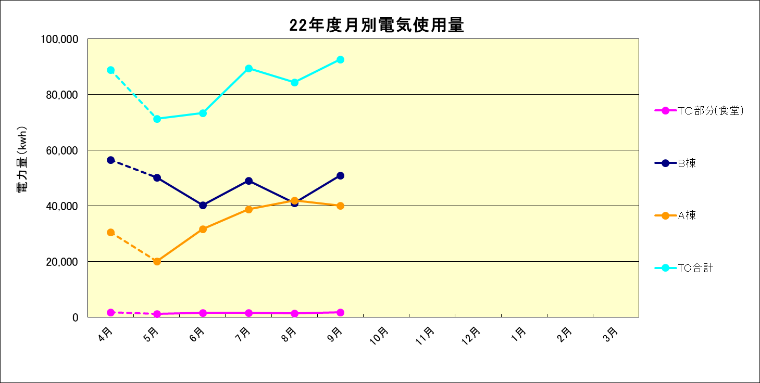 22年度月別電気使用量
電力量(kwh)
100,000
80,000
60,000
40,000
20,000
0
4月
5月
6月
7月
8月
9月
10月
11月
12月
1月
2月
3月
TC部分(食堂)
B棟
A棟
TC合計